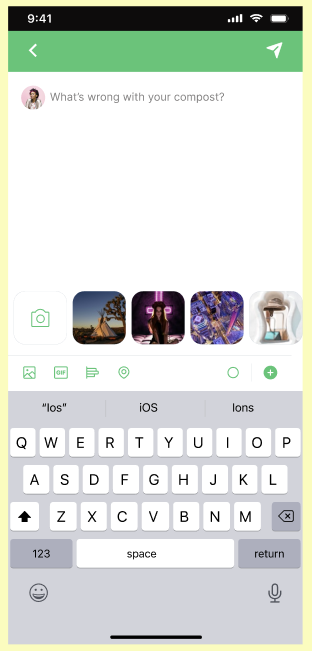 9:41
What's wrong with your compost?
GIF
"Ios" iOS Ions
Q W E R T Y U I O P
A S D F G H J K L
Z X C V B N M
123 space return